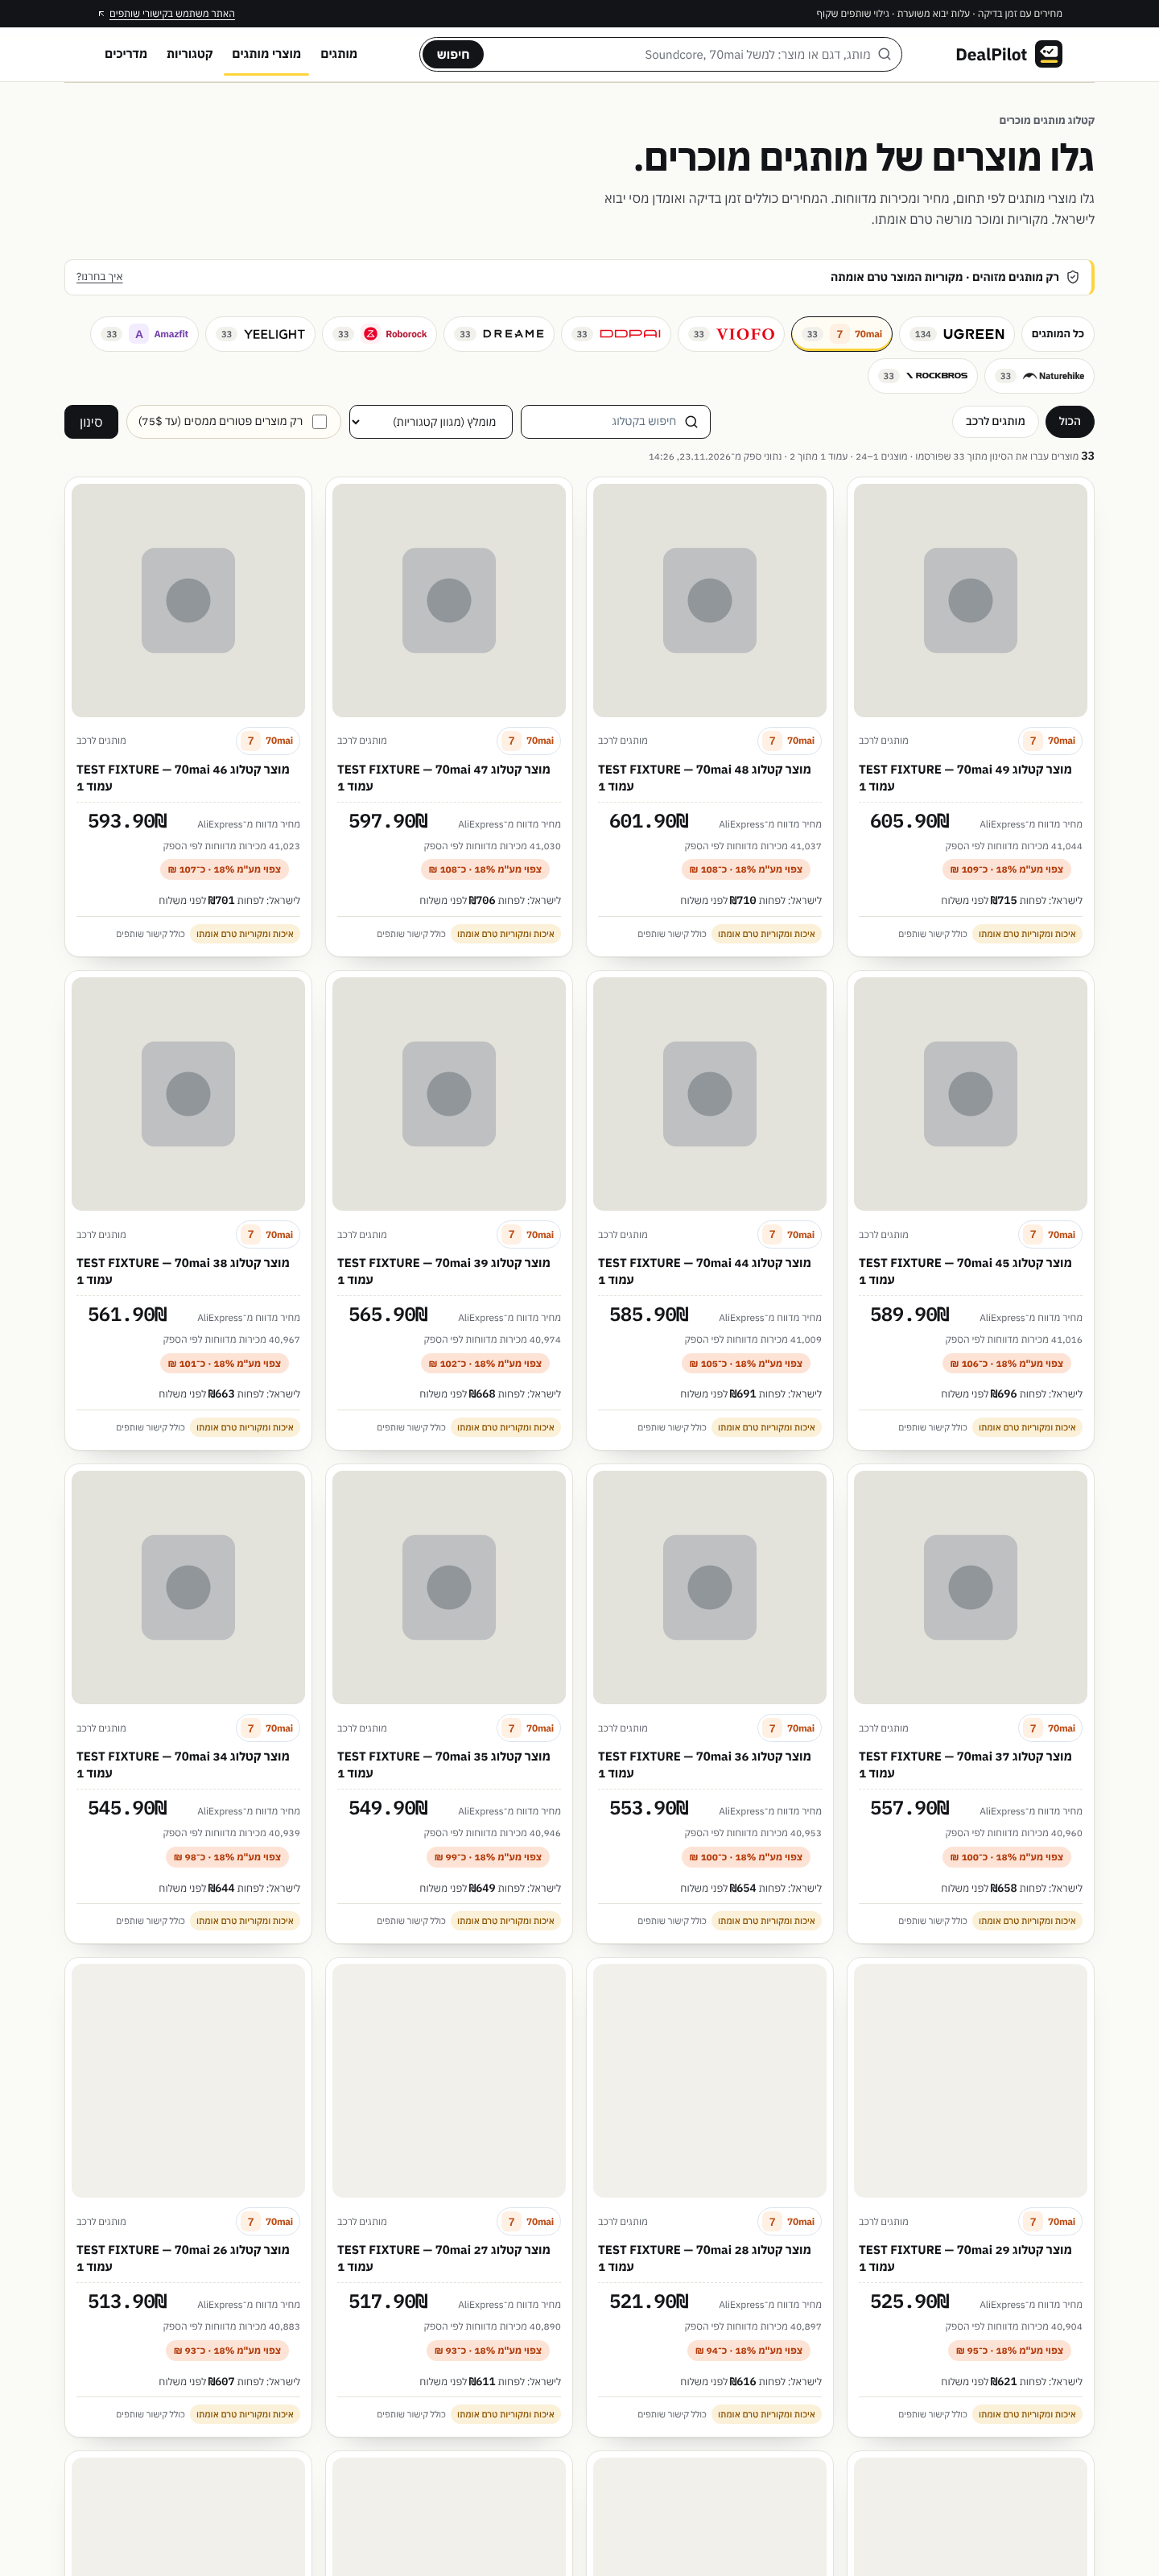 מחירים עם זמן בדיקה · עלות יבוא משוערת · גילוי שותפים שקוף
האתר משתמש בקישורי שותפים
DealPilot
מותג, דגם או מוצר: למשל Soundcore, 70mai
חיפוש
מותגים
מוצרי מותגים
קטגוריות
מדריכים
קטלוג מותגים מוכרים
גלו מוצרים של מותגים מוכרים.
גלו מוצרי מותגים לפי תחום, מחיר ומכירות מדווחות. המחירים כוללים זמן בדיקה ואומדן מסי יבוא
לישראל. מקוריות ומוכר מורשה טרם אומתו.
רק מותגים מזוהים · מקוריות המוצר טרם אומתה
איך בחרנו?
כל המותגים
UGREEN 134
70mai 7 33
VIOFO 33
DDPAI 33
DREAME 33
Roborock 33
YEELIGHT 33
Amazfit A 33
Naturehike 33
ROCKBROS 33
הכול
מותגים לרכב
חיפוש בקטלוג
מומלץ (מגוון קטגוריות)
רק מוצרים פטורים ממסים (עד 75$)
סינון
33 מוצרים עברו את הסינון מתוך 33 שפורסמו · מוצגים 1–24 · עמוד 1 מתוך 2 · נתוני ספק מ־23.11.2026, 14:26
70mai 7
מותגים לרכב
TEST FIXTURE — 70mai מוצר קטלוג 49
עמוד 1
מחיר מדווח מ־AliExpress
605.90₪
41,044 מכירות מדווחות לפי הספק
צפוי מע"מ 18% · כ־109 ₪
לישראל: לפחות ₪715 לפני משלוח
איכות ומקוריות טרם אומתו
כולל קישור שותפים
70mai 7
מותגים לרכב
TEST FIXTURE — 70mai מוצר קטלוג 48
עמוד 1
מחיר מדווח מ־AliExpress
601.90₪
41,037 מכירות מדווחות לפי הספק
צפוי מע"מ 18% · כ־108 ₪
לישראל: לפחות ₪710 לפני משלוח
איכות ומקוריות טרם אומתו
כולל קישור שותפים
70mai 7
מותגים לרכב
TEST FIXTURE — 70mai מוצר קטלוג 47
עמוד 1
מחיר מדווח מ־AliExpress
597.90₪
41,030 מכירות מדווחות לפי הספק
צפוי מע"מ 18% · כ־108 ₪
לישראל: לפחות ₪706 לפני משלוח
איכות ומקוריות טרם אומתו
כולל קישור שותפים
70mai 7
מותגים לרכב
TEST FIXTURE — 70mai מוצר קטלוג 46
עמוד 1
מחיר מדווח מ־AliExpress
593.90₪
41,023 מכירות מדווחות לפי הספק
צפוי מע"מ 18% · כ־107 ₪
לישראל: לפחות ₪701 לפני משלוח
איכות ומקוריות טרם אומתו
כולל קישור שותפים
70mai 7
מותגים לרכב
TEST FIXTURE — 70mai מוצר קטלוג 45
עמוד 1
מחיר מדווח מ־AliExpress
589.90₪
41,016 מכירות מדווחות לפי הספק
צפוי מע"מ 18% · כ־106 ₪
לישראל: לפחות ₪696 לפני משלוח
איכות ומקוריות טרם אומתו
כולל קישור שותפים
70mai 7
מותגים לרכב
TEST FIXTURE — 70mai מוצר קטלוג 44
עמוד 1
מחיר מדווח מ־AliExpress
585.90₪
41,009 מכירות מדווחות לפי הספק
צפוי מע"מ 18% · כ־105 ₪
לישראל: לפחות ₪691 לפני משלוח
איכות ומקוריות טרם אומתו
כולל קישור שותפים
70mai 7
מותגים לרכב
TEST FIXTURE — 70mai מוצר קטלוג 39
עמוד 1
מחיר מדווח מ־AliExpress
565.90₪
40,974 מכירות מדווחות לפי הספק
צפוי מע"מ 18% · כ־102 ₪
לישראל: לפחות ₪668 לפני משלוח
איכות ומקוריות טרם אומתו
כולל קישור שותפים
70mai 7
מותגים לרכב
TEST FIXTURE — 70mai מוצר קטלוג 38
עמוד 1
מחיר מדווח מ־AliExpress
561.90₪
40,967 מכירות מדווחות לפי הספק
צפוי מע"מ 18% · כ־101 ₪
לישראל: לפחות ₪663 לפני משלוח
איכות ומקוריות טרם אומתו
כולל קישור שותפים
70mai 7
מותגים לרכב
TEST FIXTURE — 70mai מוצר קטלוג 37
עמוד 1
מחיר מדווח מ־AliExpress
557.90₪
40,960 מכירות מדווחות לפי הספק
צפוי מע"מ 18% · כ־100 ₪
לישראל: לפחות ₪658 לפני משלוח
איכות ומקוריות טרם אומתו
כולל קישור שותפים
70mai 7
מותגים לרכב
TEST FIXTURE — 70mai מוצר קטלוג 36
עמוד 1
מחיר מדווח מ־AliExpress
553.90₪
40,953 מכירות מדווחות לפי הספק
צפוי מע"מ 18% · כ־100 ₪
לישראל: לפחות ₪654 לפני משלוח
איכות ומקוריות טרם אומתו
כולל קישור שותפים
70mai 7
מותגים לרכב
TEST FIXTURE — 70mai מוצר קטלוג 35
עמוד 1
מחיר מדווח מ־AliExpress
549.90₪
40,946 מכירות מדווחות לפי הספק
צפוי מע"מ 18% · כ־99 ₪
לישראל: לפחות ₪649 לפני משלוח
איכות ומקוריות טרם אומתו
כולל קישור שותפים
70mai 7
מותגים לרכב
TEST FIXTURE — 70mai מוצר קטלוג 34
עמוד 1
מחיר מדווח מ־AliExpress
545.90₪
40,939 מכירות מדווחות לפי הספק
צפוי מע"מ 18% · כ־98 ₪
לישראל: לפחות ₪644 לפני משלוח
איכות ומקוריות טרם אומתו
כולל קישור שותפים
70mai 7
מותגים לרכב
TEST FIXTURE — 70mai מוצר קטלוג 29
עמוד 1
מחיר מדווח מ־AliExpress
525.90₪
40,904 מכירות מדווחות לפי הספק
צפוי מע"מ 18% · כ־95 ₪
לישראל: לפחות ₪621 לפני משלוח
איכות ומקוריות טרם אומתו
כולל קישור שותפים
70mai 7
מותגים לרכב
TEST FIXTURE — 70mai מוצר קטלוג 28
עמוד 1
מחיר מדווח מ־AliExpress
521.90₪
40,897 מכירות מדווחות לפי הספק
צפוי מע"מ 18% · כ־94 ₪
לישראל: לפחות ₪616 לפני משלוח
איכות ומקוריות טרם אומתו
כולל קישור שותפים
70mai 7
מותגים לרכב
TEST FIXTURE — 70mai מוצר קטלוג 27
עמוד 1
מחיר מדווח מ־AliExpress
517.90₪
40,890 מכירות מדווחות לפי הספק
צפוי מע"מ 18% · כ־93 ₪
לישראל: לפחות ₪611 לפני משלוח
איכות ומקוריות טרם אומתו
כולל קישור שותפים
70mai 7
מותגים לרכב
TEST FIXTURE — 70mai מוצר קטלוג 26
עמוד 1
מחיר מדווח מ־AliExpress
513.90₪
40,883 מכירות מדווחות לפי הספק
צפוי מע"מ 18% · כ־93 ₪
לישראל: לפחות ₪607 לפני משלוח
איכות ומקוריות טרם אומתו
כולל קישור שותפים